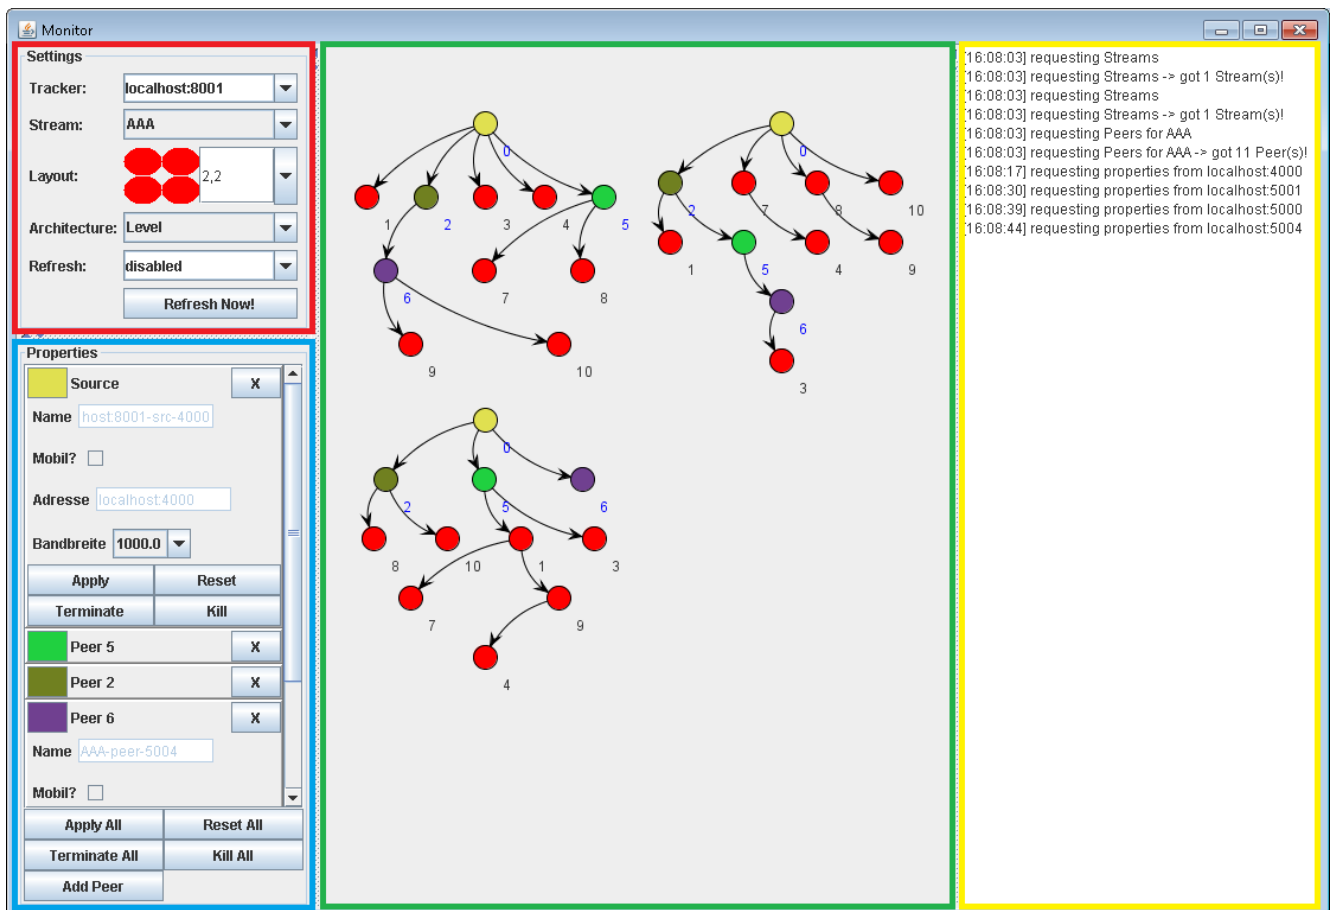 Monitor
Settings
Tracker: localhost:8001
Stream: AAA
Layout: 2,2
Architecture: Level
Refresh: disabled
Refresh Now!
Properties
Source X
Name host:8001-src-4000
Mobil?
Adresse localhost:4000
Bandbreite 1000.0
Apply Reset
Terminate Kill
Peer 5 X
Peer 2 X
Peer 6 X
Name AAA-peer-5004
Mobil?
Apply All Reset All
Terminate All Kill All
Add Peer
0
1 2 3 4 5
6 7 8
9 10
0
2 7 8 10
1 5 4 9
6
3
0
2 5 6
8 10 1 3
7 9
4
[16:08:03] requesting Streams
[16:08:03] requesting Streams -> got 1 Stream(s)!
[16:08:03] requesting Streams
[16:08:03] requesting Streams -> got 1 Stream(s)!
[16:08:03] requesting Peers for AAA
[16:08:03] requesting Peers for AAA -> got 11 Peer(s)!
[16:08:17] requesting properties from localhost:4000
[16:08:30] requesting properties from localhost:5001
[16:08:39] requesting properties from localhost:5000
[16:08:44] requesting properties from localhost:5004